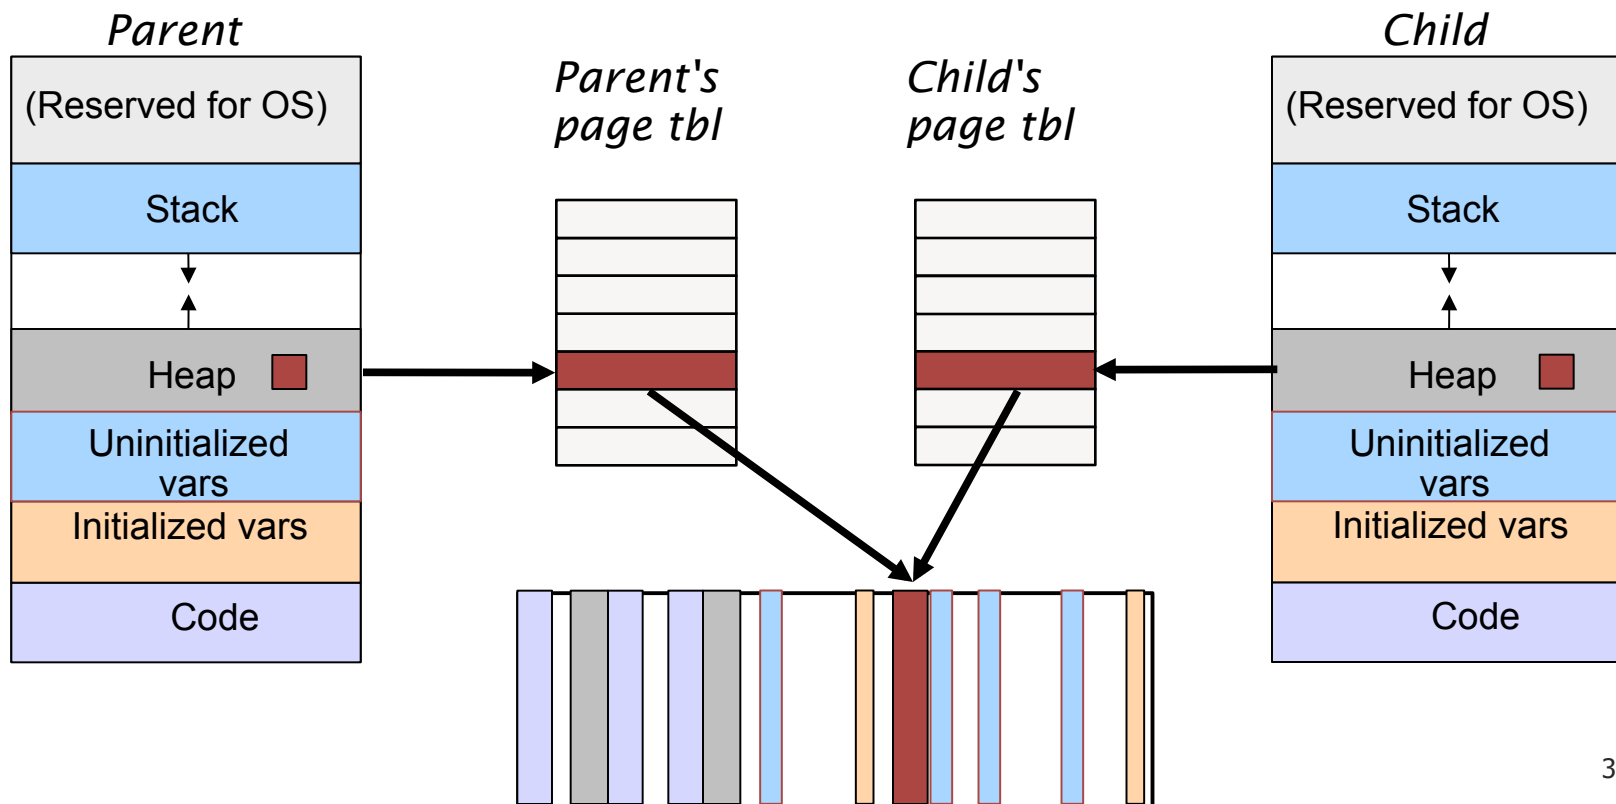 Parent
(Reserved for OS)
Stack
Heap
Uninitialized
vars
Initialized vars
Code
Parent's
page tbl
Child's
page tbl
Child
(Reserved for OS)
Stack
Heap
Uninitialized
vars
Initialized vars
Code
3